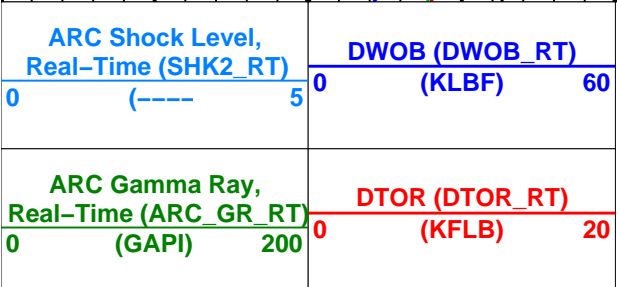 ARC Shock Level,
Real−Time (SHK2_RT)
0 (−−−− 5
DWOB (DWOB_RT)
0 (KLBF) 60
ARC Gamma Ray,
Real−Time (ARC_GR_RT)
0 (GAPI) 200
DTOR (DTOR_RT)
0 (KFLB) 20